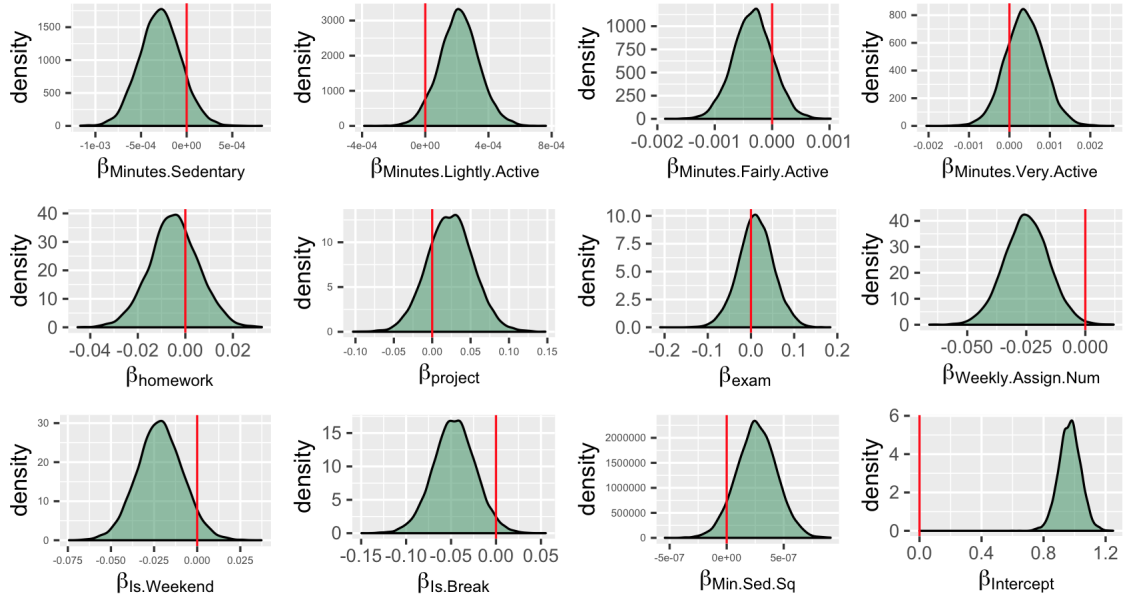 density 1500 1000 500 0 -1e-03 -5e-04 0e+00 5e-04 βMinutes.Sedentary
density 3000 2000 1000 0 -4e-04 0e+00 4e-04 8e-04 βMinutes.Lightly.Active
density 1000 750 500 250 0 -0.002 -0.001 0.000 0.001 βMinutes.Fairly.Active
density 800 600 400 200 0 -0.002 -0.001 0.000 0.001 0.002 βMinutes.Very.Active
density 40 30 20 10 0 -0.04 -0.02 0.00 0.02 βhomework
density 10 5 0 -0.10 -0.05 0.00 0.05 0.10 0.15 βproject
density 10.0 7.5 5.0 2.5 0.0 -0.2 -0.1 0.0 0.1 0.2 βexam
density 40 30 20 10 0 -0.050 -0.025 0.000 βWeekly.Assign.Num
density 30 20 10 0 -0.075 -0.050 -0.025 0.000 0.025 βIs.Weekend
density 15 10 5 0 -0.15 -0.10 -0.05 0.00 0.05 βIs.Break
density 2000000 1500000 1000000 500000 0 -5e-07 0e+00 5e-07 βMin.Sed.Sq
density 6 4 2 0 0.0 0.4 0.8 1.2 βIntercept